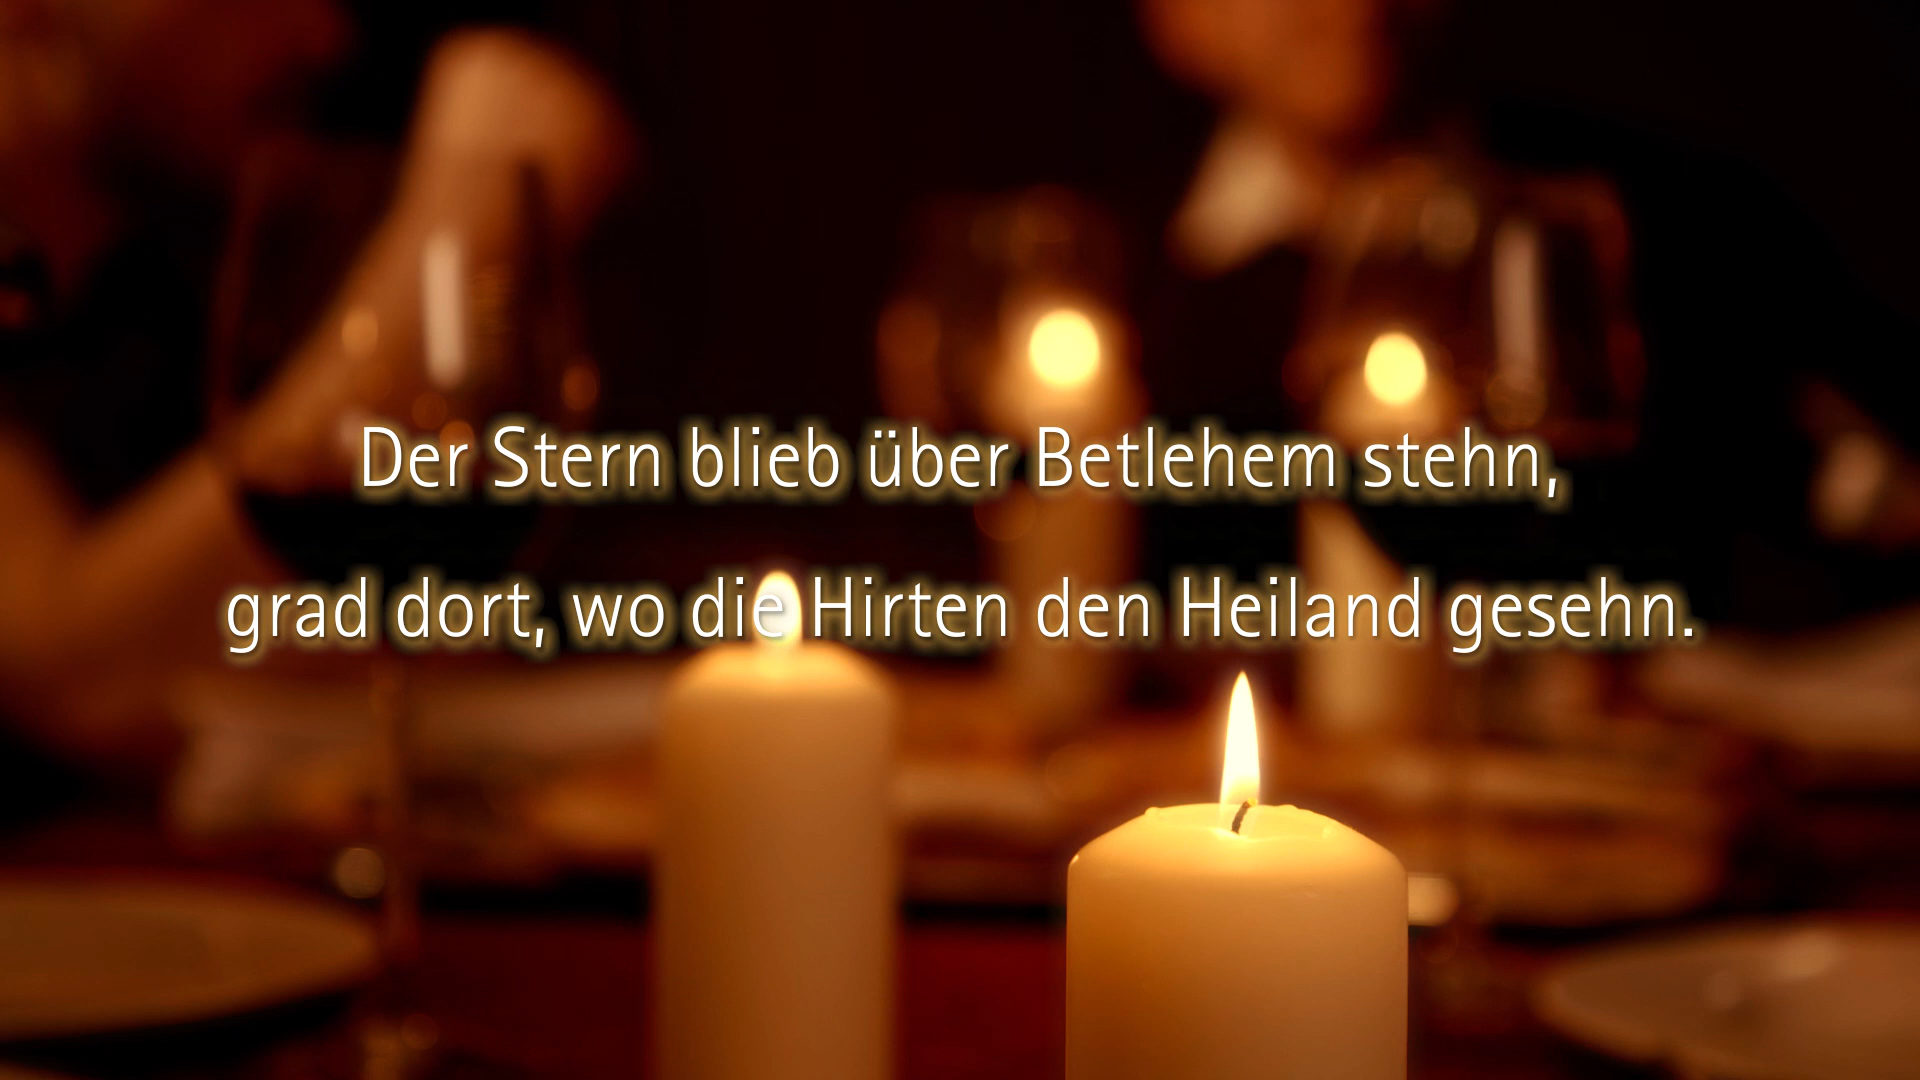 Der Stern blieb über Betlehem stehn,
grad dort, wo die Hirten den Heiland gesehn.